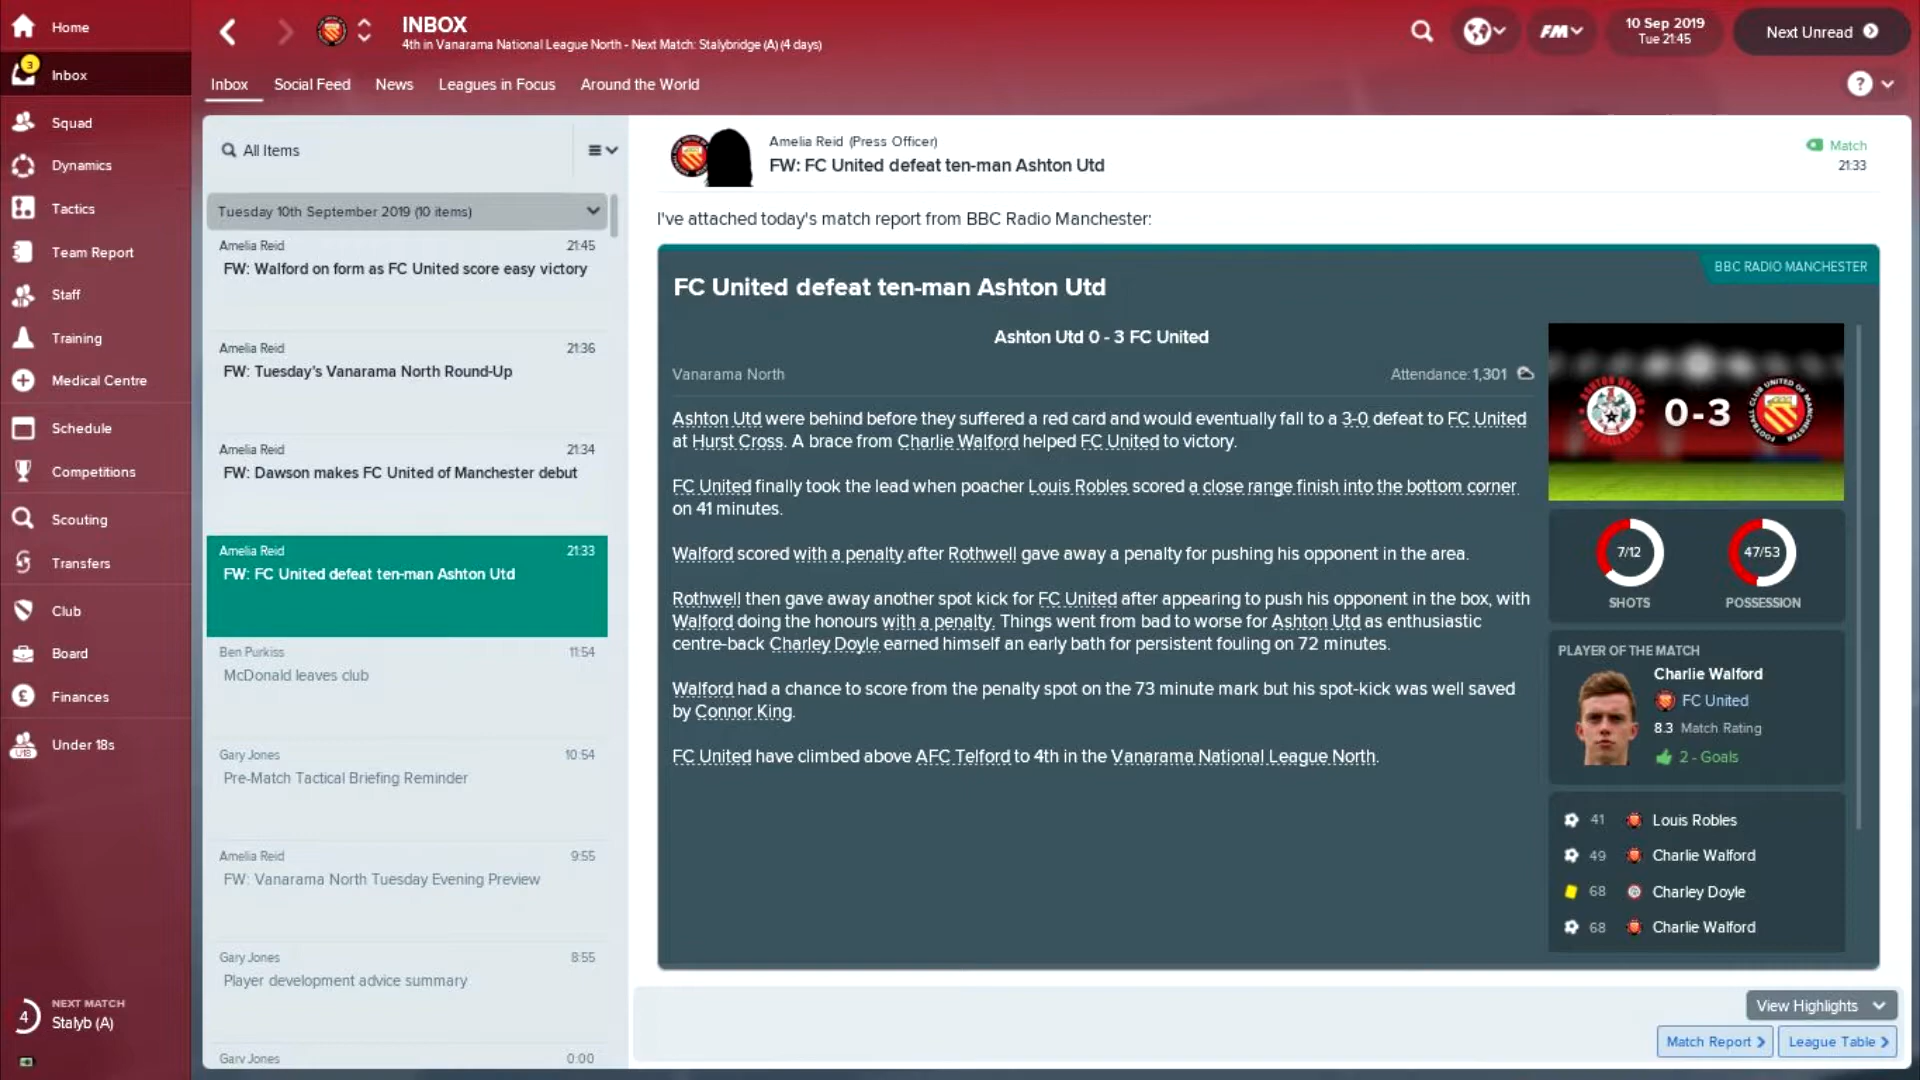 Home
3
Inbox
Squad
Dynamics
Tactics
Team Report
Staff
Training
Medical Centre
Schedule
Competitions
Scouting
Transfers
Club
Board
Finances
U18
Under 18s
NEXT MATCH
4
Stalyb (A)
INBOX
4th in Vanarama National League North - Next Match: Stalybridge (A) (4 days)
FM
10 Sep 2019
Tue 21:45
Next Unread
Inbox
Social Feed
News
Leagues in Focus
Around the World
?
All Items
Tuesday 10th September 2019 (10 items)
Amelia Reid 21:45
FW: Walford on form as FC United score easy victory
Amelia Reid 21:36
FW: Tuesday's Vanarama North Round-Up
Amelia Reid 21:34
FW: Dawson makes FC United of Manchester debut
Amelia Reid 21:33
FW: FC United defeat ten-man Ashton Utd
Ben Purkiss 11:54
McDonald leaves club
Gary Jones 10:54
Pre-Match Tactical Briefing Reminder
Amelia Reid 9:55
FW: Vanarama North Tuesday Evening Preview
Gary Jones 8:55
Player development advice summary
Gary Jones 0:00
Amelia Reid (Press Officer)
FW: FC United defeat ten-man Ashton Utd
Match
21:33
I've attached today's match report from BBC Radio Manchester:
BBC RADIO MANCHESTER
FC United defeat ten-man Ashton Utd
Ashton Utd 0 - 3 FC United
Vanarama North
Attendance: 1,301
Ashton Utd were behind before they suffered a red card and would eventually fall to a 3-0 defeat to FC United
at Hurst Cross. A brace from Charlie Walford helped FC United to victory.
FC United finally took the lead when poacher Louis Robles scored a close range finish into the bottom corner
on 41 minutes.
Walford scored with a penalty after Rothwell gave away a penalty for pushing his opponent in the area.
Rothwell then gave away another spot kick for FC United after appearing to push his opponent in the box, with
Walford doing the honours with a penalty. Things went from bad to worse for Ashton Utd as enthusiastic
centre-back Charley Doyle earned himself an early bath for persistent fouling on 72 minutes.
Walford had a chance to score from the penalty spot on the 73 minute mark but his spot-kick was well saved
by Connor King.
FC United have climbed above AFC Telford to 4th in the Vanarama National League North.
0-3
7/12
SHOTS
47/53
POSSESSION
PLAYER OF THE MATCH
Charlie Walford
FC United
8.3 Match Rating
2 - Goals
41 Louis Robles
49 Charlie Walford
68 Charley Doyle
68 Charlie Walford
View Highlights
Match Report
League Table